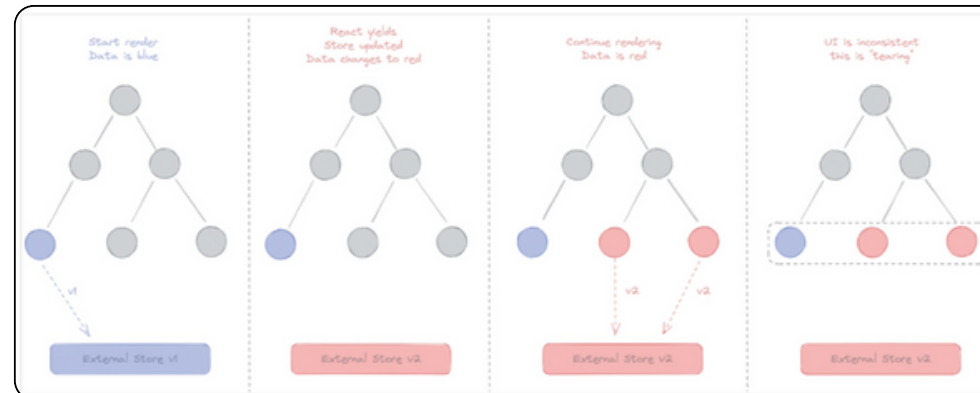 Start render
Data is blue
React yields
Store updated
Data changes to red
Continue rendering
Data is red
UI is inconsistent
this is "tearing"
v1
v2
v2
External Store v1
External Store v2
External Store v2
External Store v2